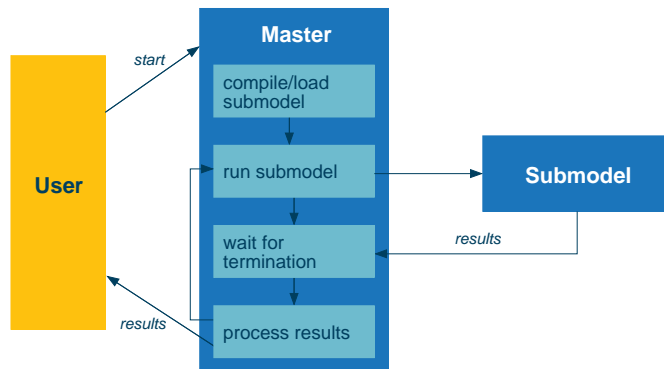 Master
start
compile/load
submodel
User
run submodel
Submodel
wait for
termination
results
process results
results